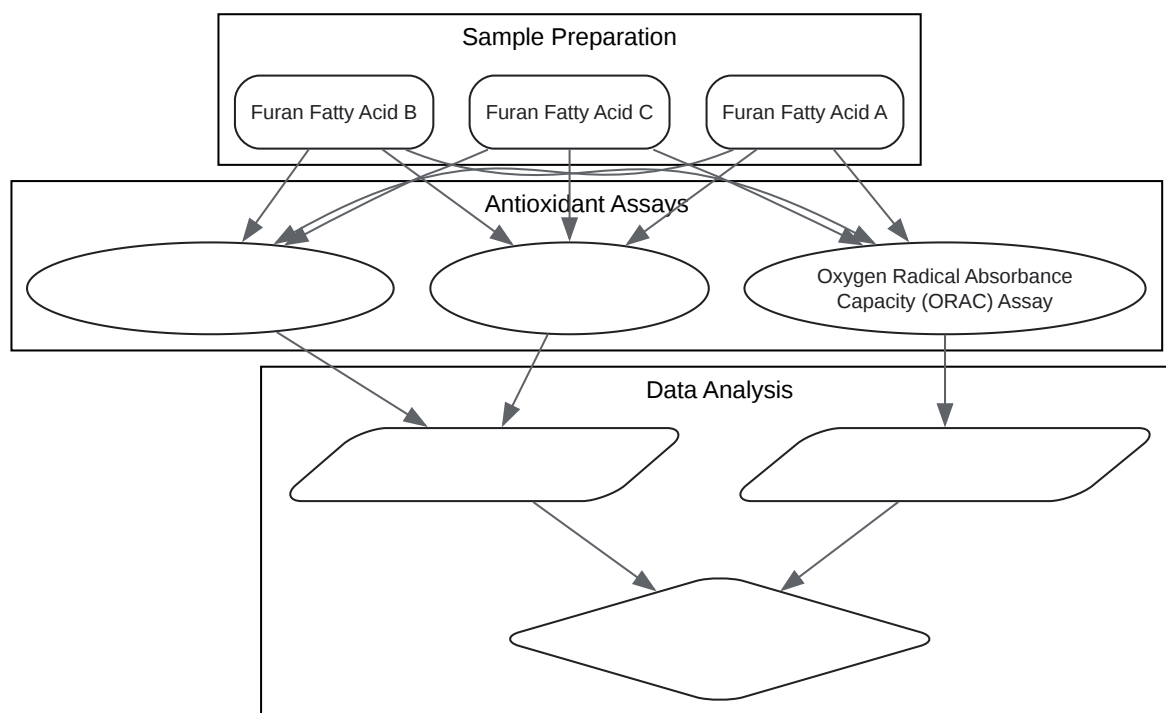 Sample Preparation
Furan Fatty Acid B
Furan Fatty Acid C
Furan Fatty Acid A
Antioxidant Assays
Oxygen Radical Absorbance
Capacity (ORAC) Assay
Data Analysis